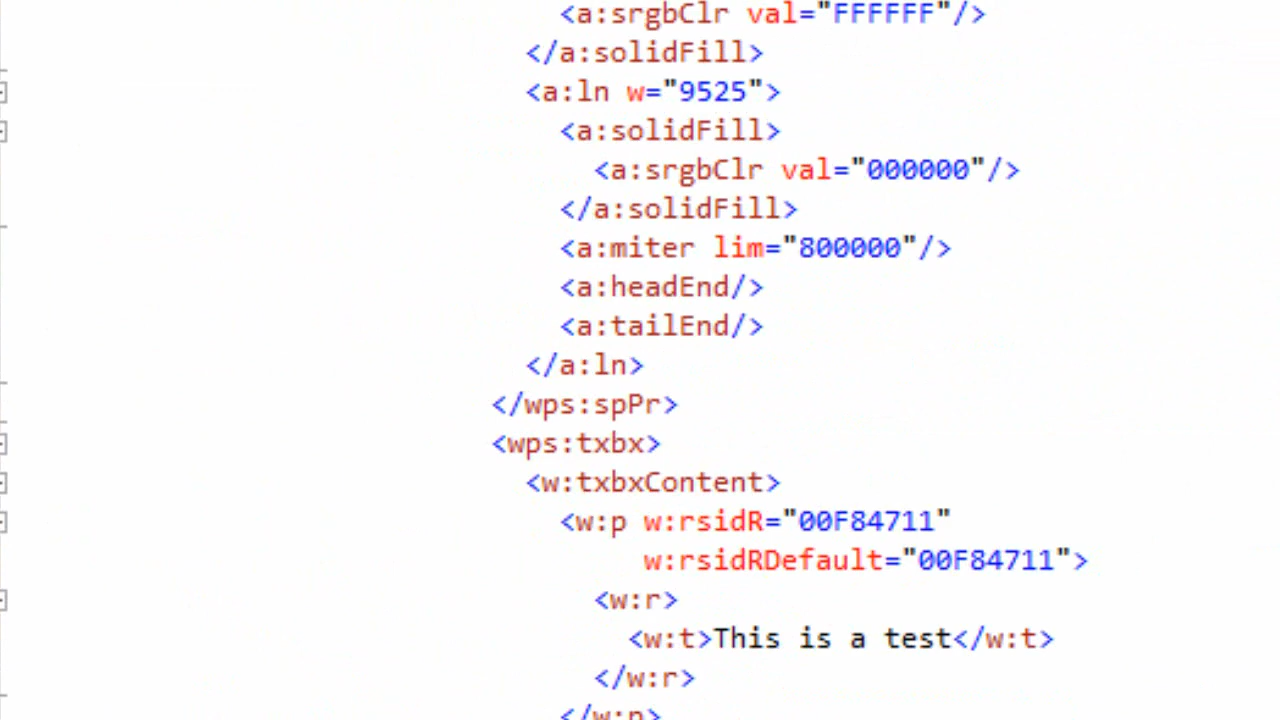 <a:srgbClr val="FFFFFF"/>
</a:solidFill>
<a:ln w="9525">
<a:solidFill>
<a:srgbClr val="000000"/>
</a:solidFill>
<a:miter lim="800000"/>
<a:headEnd/>
<a:tailEnd/>
</a:ln>
</wps:spPr>
<wps:txbx>
<w:txbxContent>
<w:p w:rsidR="00F84711"
w:rsidRDefault="00F84711">
<w:r>
<w:t>This is a test</w:t>
</w:r>
</w:p>